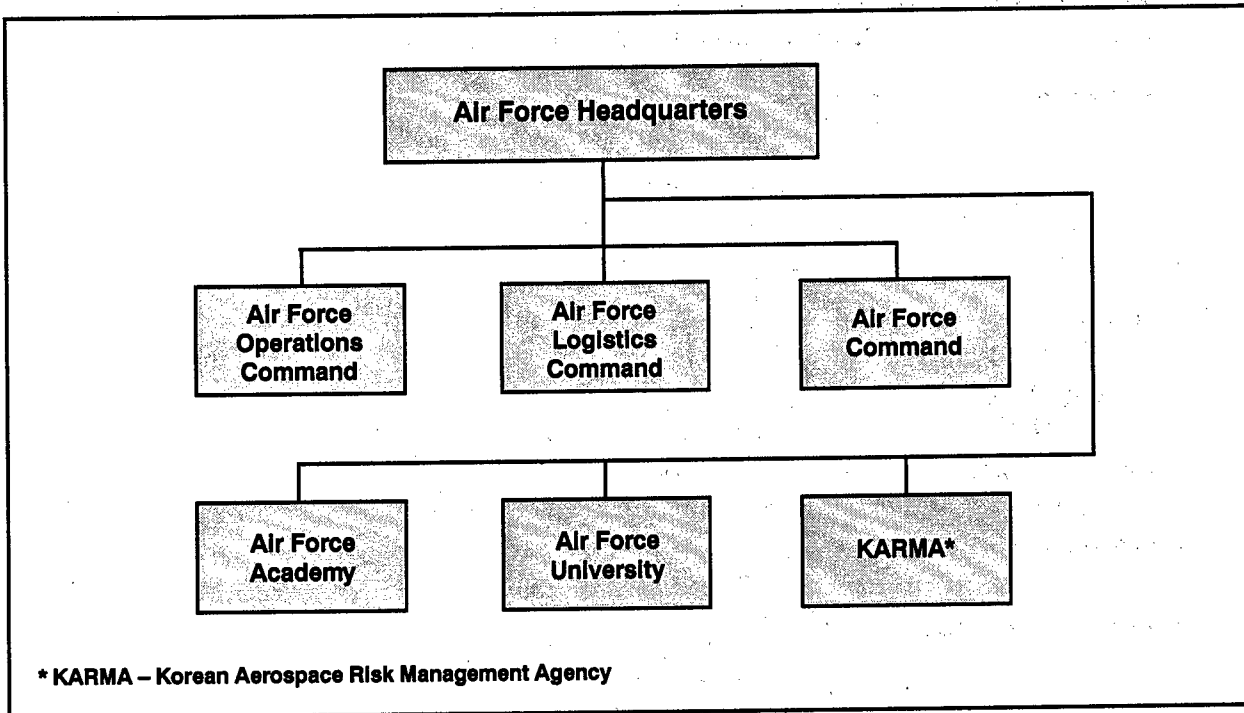 Air Force Headquarters
Air Force
Operations
Command
Air Force
Logistics
Command
Air Force
Command
Air Force
Academy
Air Force
University
KARMA*
* KARMA – Korean Aerospace Risk Management Agency